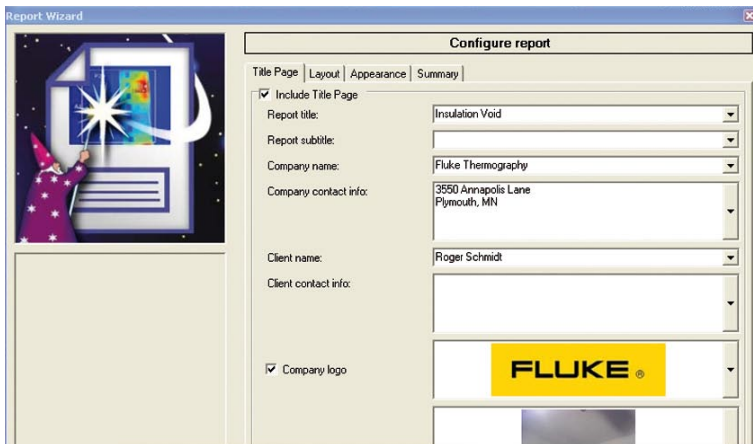 Report Wizard
Configure report
Title Page Layout Appearance Summary
Include Title Page
Report title: Insulation Void
Report subtitle:
Company name: Fluke Thermography
Company contact info: 3550 Annapolis Lane
Plymouth, MN
Client name: Roger Schmidt
Client contact info:
Company logo FLUKE ®